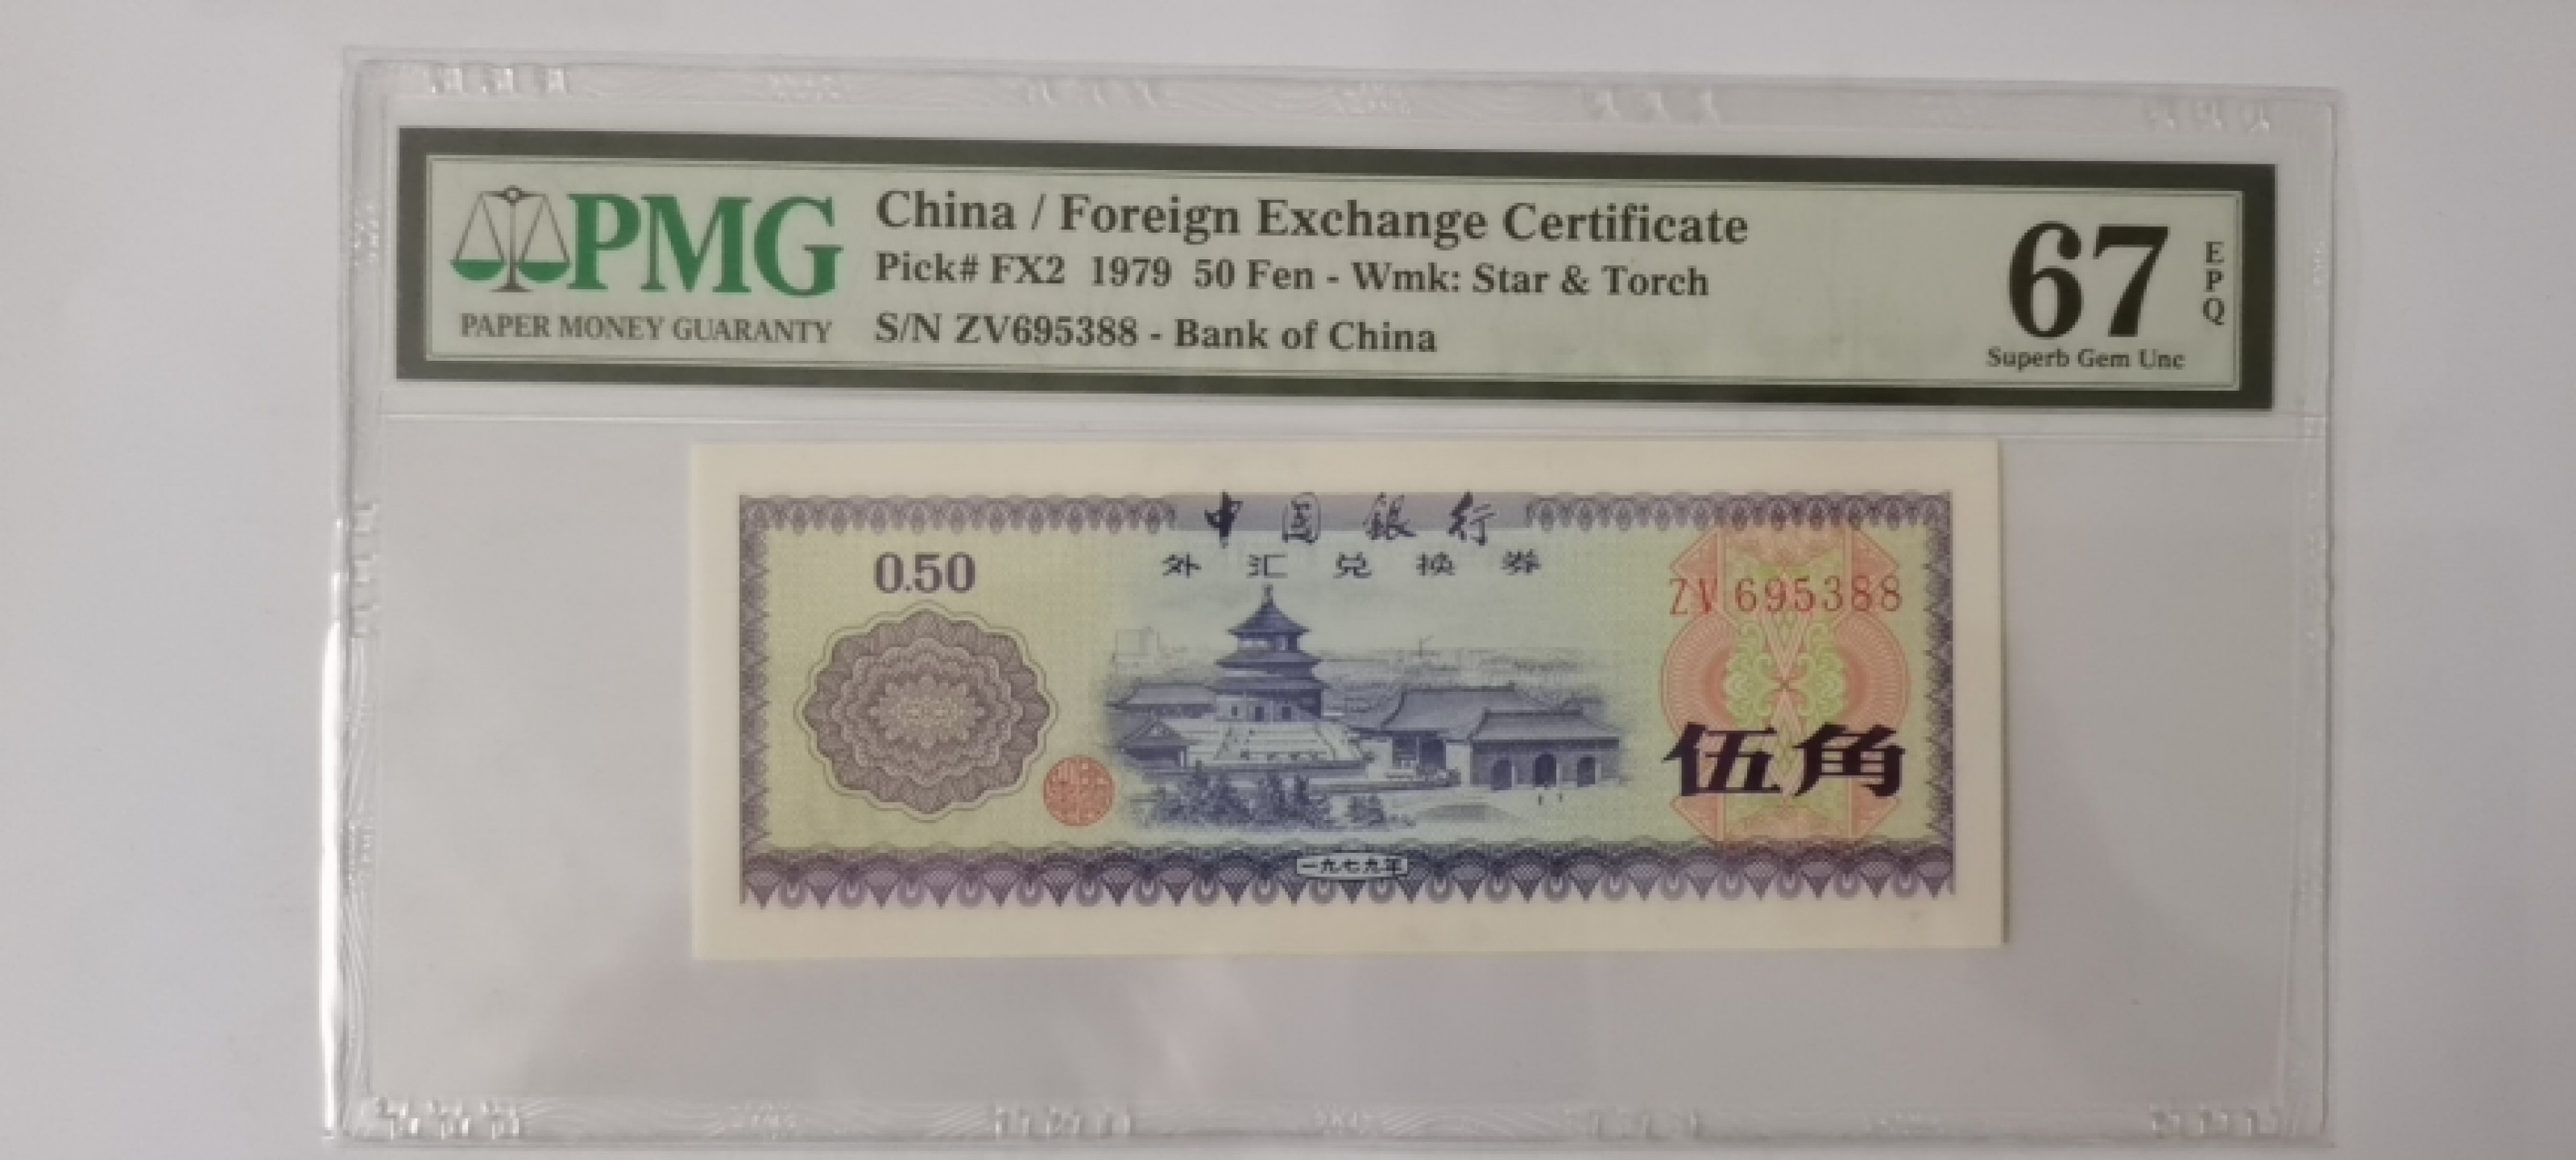 PMG
PAPER MONEY GUARANTY
China / Foreign Exchange Certificate
Pick# FX2 1979 50 Fen - Wmk: Star & Torch
S/N ZV695388 - Bank of China
67
EPQ
Superb Gem Unc
中国銀行
外汇兑换券
0.50
ZV 695388
伍角
一九七九年